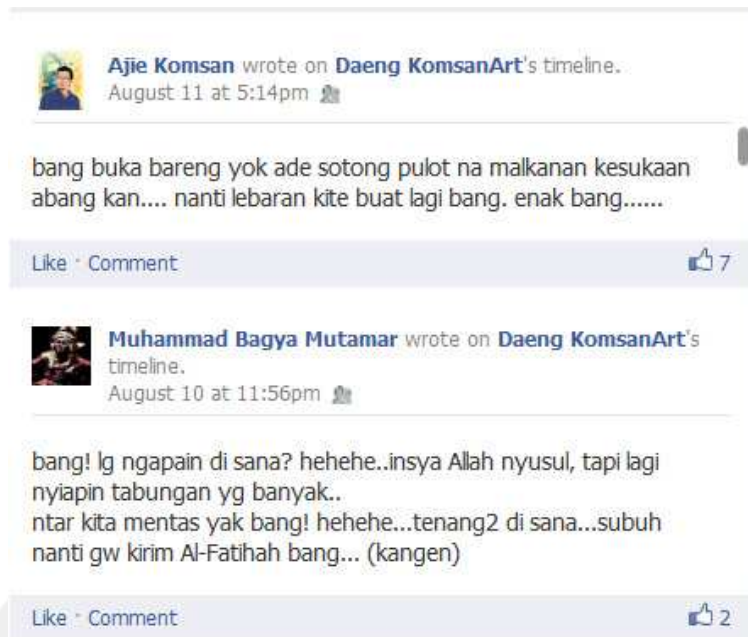 Ajie Komsan wrote on Daeng KomsanArt's timeline.
August 11 at 5:14pm
bang buka bareng yok ade sotong pulot na malkanan kesukaan
abang kan.... nanti lebaran kite buat lagi bang. enak bang......
Like · Comment 7
Muhammad Bagya Mutamar wrote on Daeng KomsanArt's
timeline.
August 10 at 11:56pm
bang! lg ngapain di sana? hehehe..insya Allah nyusul, tapi lagi
nyiapin tabungan yg banyak..
ntar kita mentas yak bang! hehehe...tenang2 di sana...subuh
nanti gw kirim Al-Fatihah bang... (kangen)
Like · Comment 2